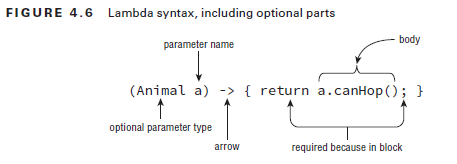 FIGURE 4.6 Lambda syntax, including optional parts
parameter name
body
(Animal a) -> { return a.canHop(); }
optional parameter type
arrow
required because in block